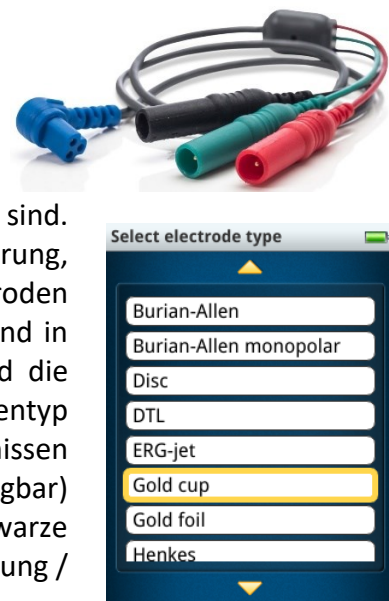 sind.
rung,
roden
nd in
d die
entyp
issen
gbar)
warze
ung /
Select electrode type
Burian-Allen
Burian-Allen monopolar
Disc
DTL
ERG-jet
Gold cup
Gold foil
Henkes